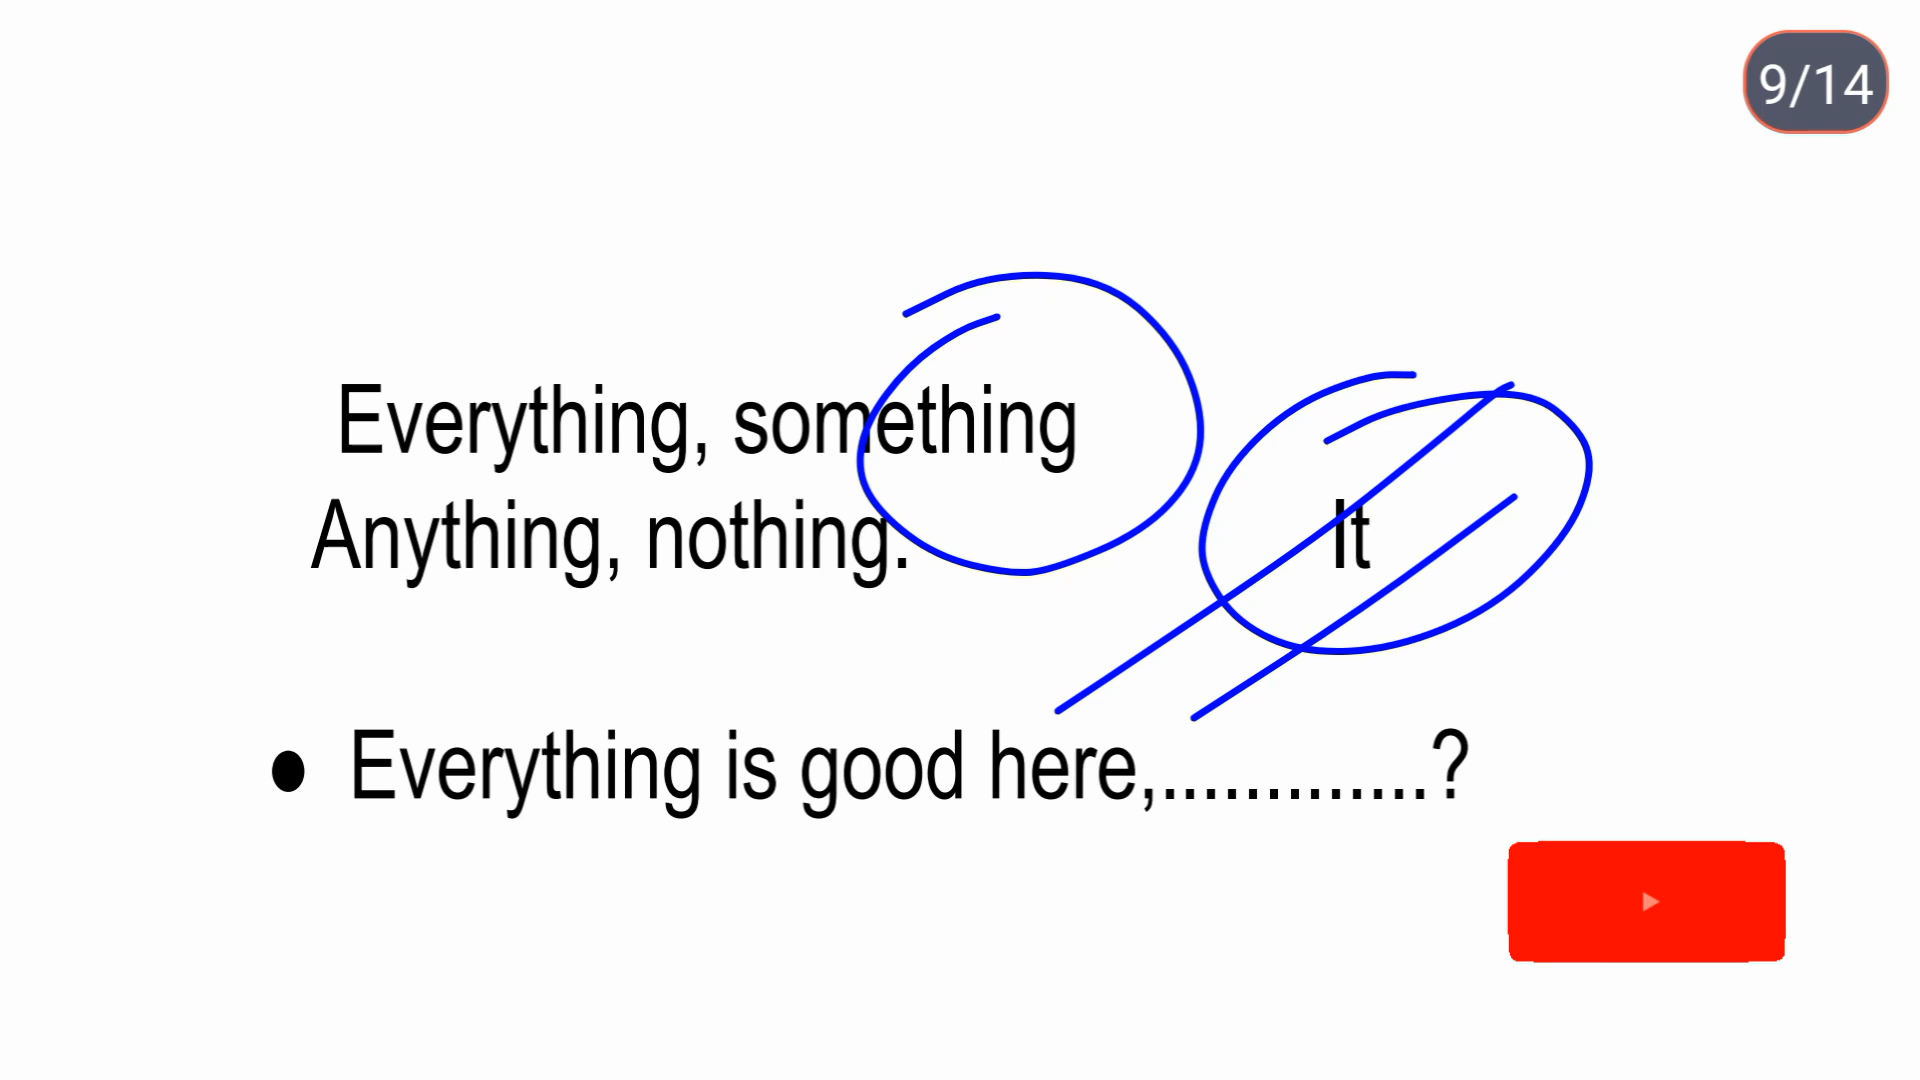 9/14
Everything, something
Anything, nothing. It
● Everything is good here,.............?